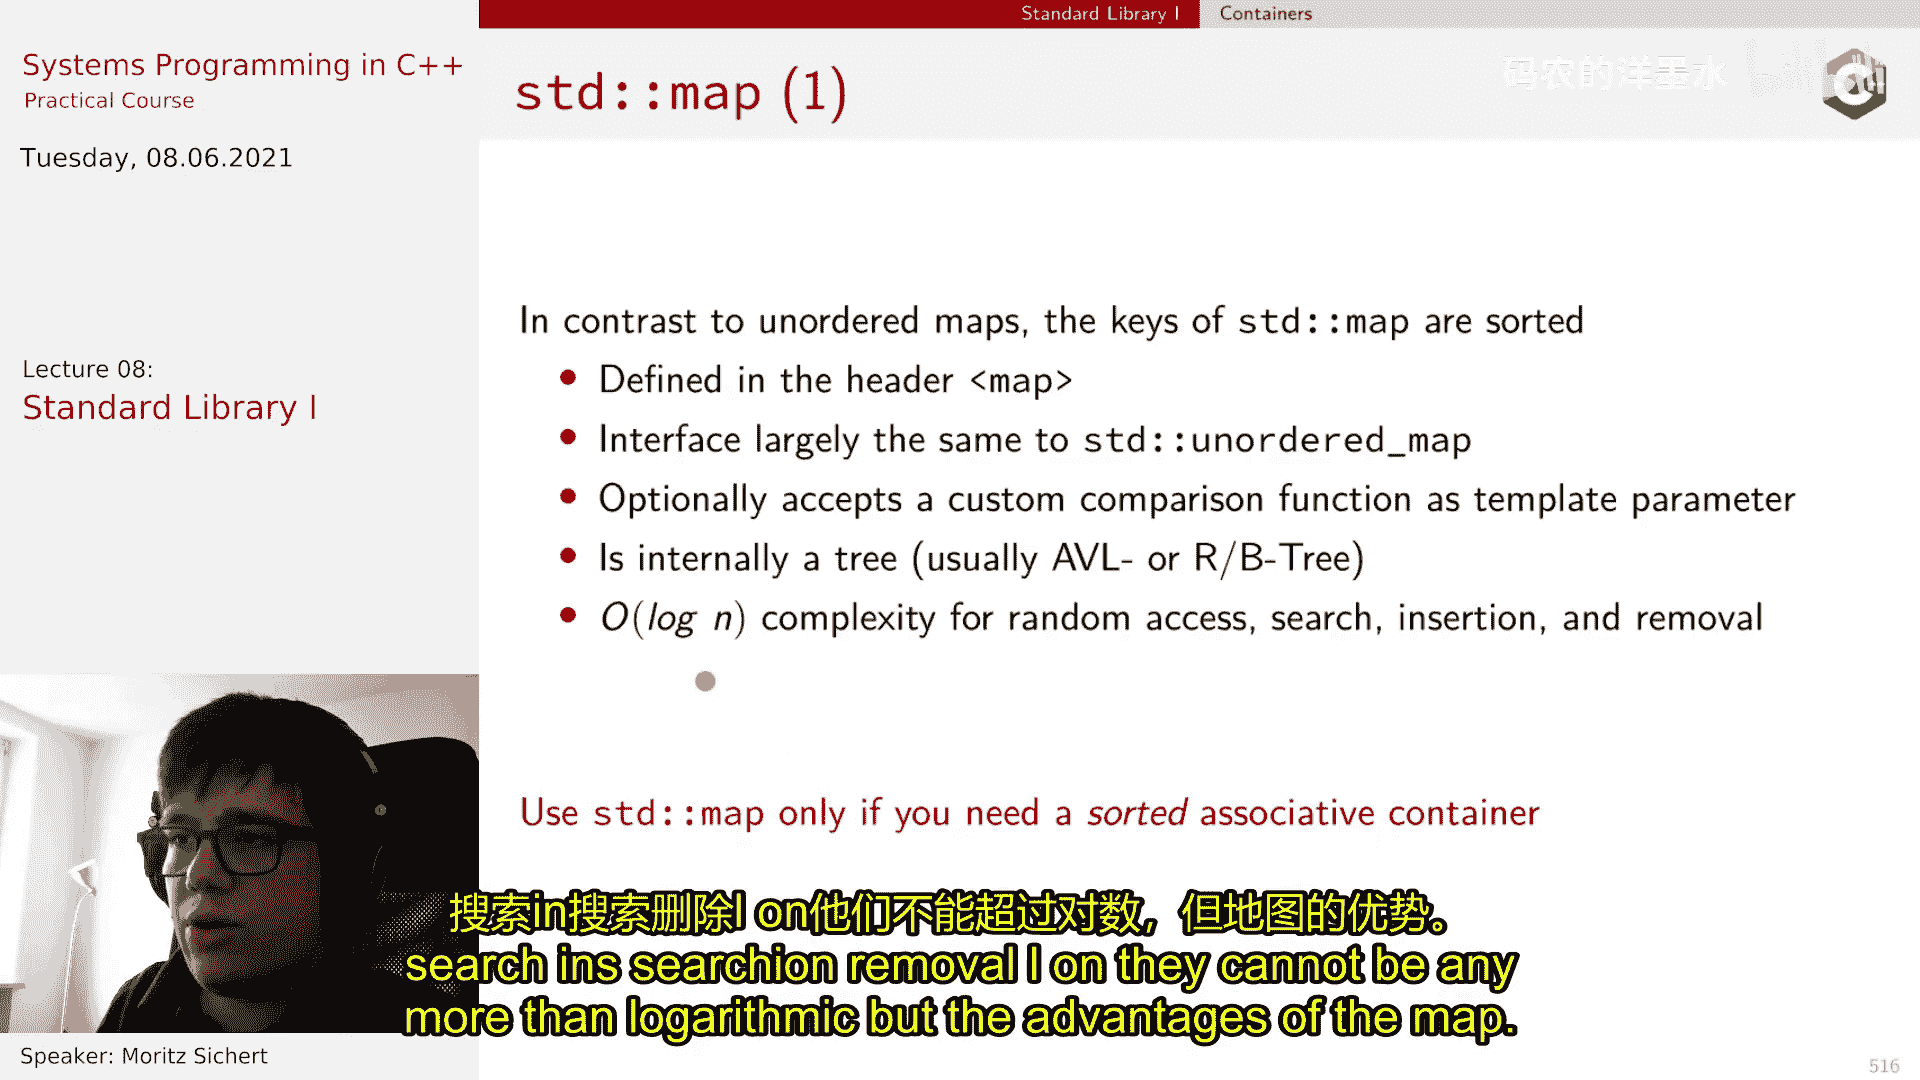 Standard Library I
Containers
Systems Programming in C++
Practical Course
Tuesday, 08.06.2021
std::map (1)
码农的洋墨水
In contrast to unordered maps, the keys of std::map are sorted
Defined in the header <map>
Interface largely the same to std::unordered_map
Optionally accepts a custom comparison function as template parameter
Is internally a tree (usually AVL- or R/B-Tree)
O(log n) complexity for random access, search, insertion, and removal
Use std::map only if you need a sorted associative container
Lecture 08:
Standard Library I
搜索in搜索删除l on他们不能超过对数，但地图的优势。
search ins searchion removal l on they cannot be any
more than logarithmic but the advantages of the map.
Speaker: Moritz Sichert
516